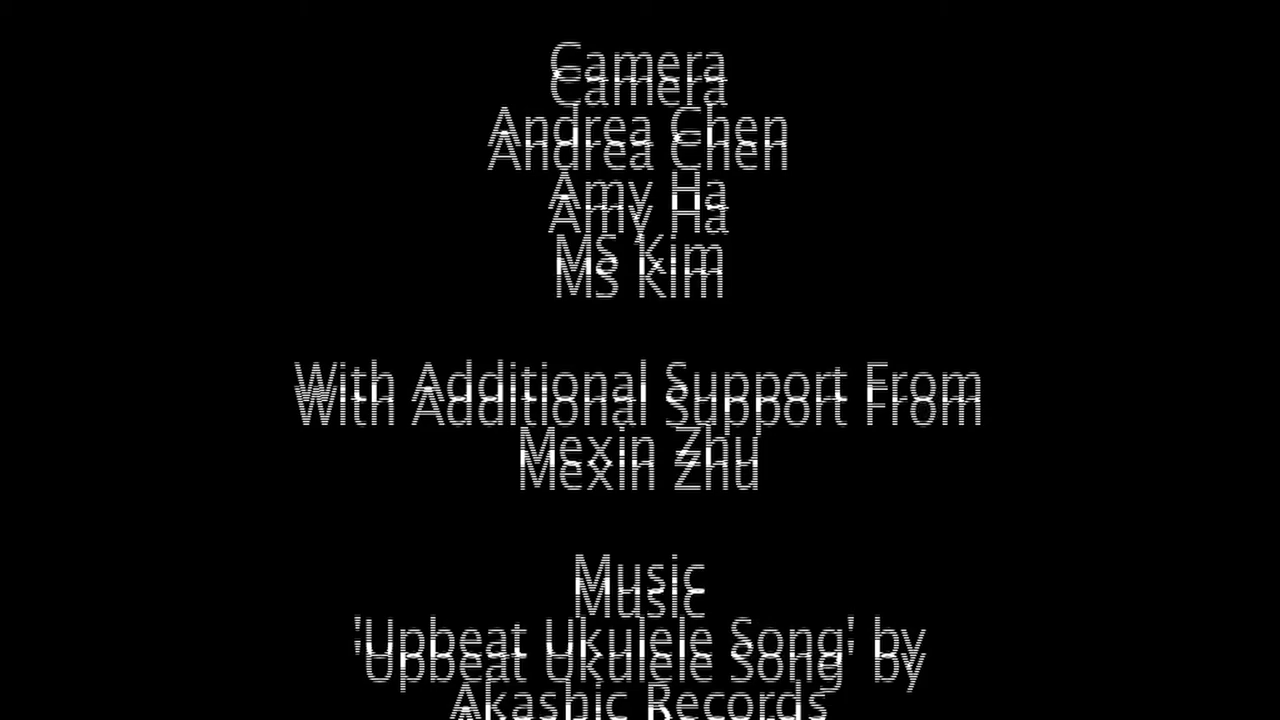 Camera
Andrea Chen
Amy Ha
MS Kim
With Additional Support From
Mexin Zhu
Music
'Upbeat Ukulele Song' by
Akashic Records